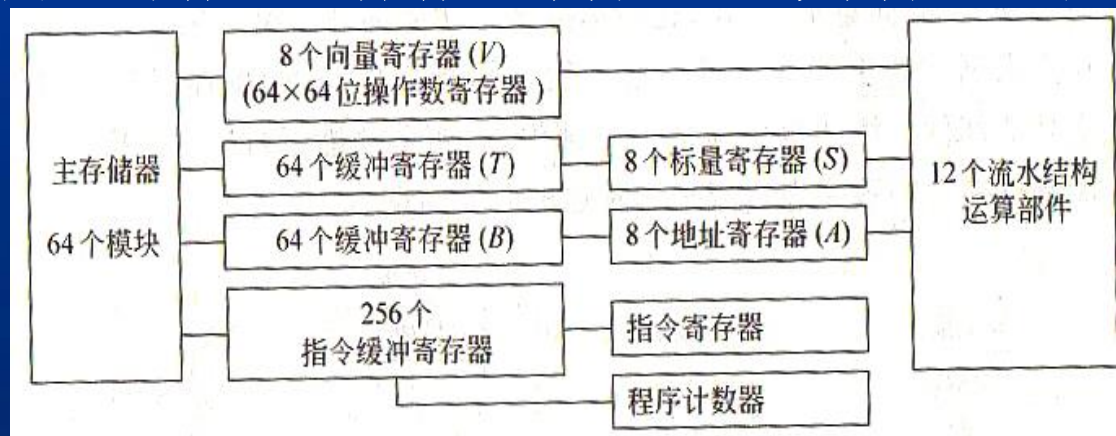 主存储器
64个模块
8个向量寄存器(V)
(64×64位操作数寄存器)
64个缓冲寄存器(T)
8个标量寄存器(S)
64个缓冲寄存器(B)
8个地址寄存器(A)
256个
指令缓冲寄存器
指令寄存器
程序计数器
12个流水结构
运算部件